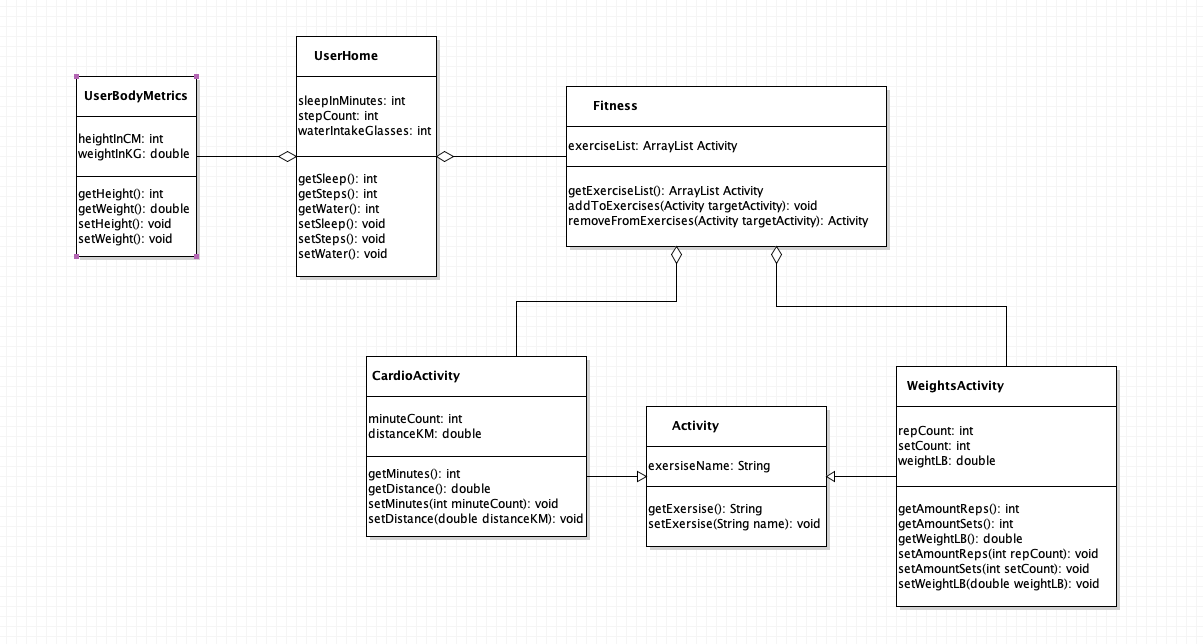 UserBodyMetrics
heightInCM: int
weightInKG: double
getHeight(): int
getWeight(): double
setHeight(): void
setWeight(): void
UserHome
sleepInMinutes: int
stepCount: int
waterIntakeGlasses: int
getSleep(): int
getSteps(): int
getWater(): int
setSleep(): void
setSteps(): void
setWater(): void
Fitness
exerciseList: ArrayList Activity
getExerciseList(): ArrayList Activity
addToExercises(Activity targetActivity): void
removeFromExercises(Activity targetActivity): Activity
CardioActivity
minuteCount: int
distanceKM: double
getMinutes(): int
getDistance(): double
setMinutes(int minuteCount): void
setDistance(double distanceKM): void
Activity
exersiseName: String
getExersise(): String
setExersise(String name): void
WeightsActivity
repCount: int
setCount: int
weightLB: double
getAmountReps(): int
getAmountSets(): int
getWeightLB(): double
setAmountReps(int repCount): void
setAmountSets(int setCount): void
setWeightLB(double weightLB): void